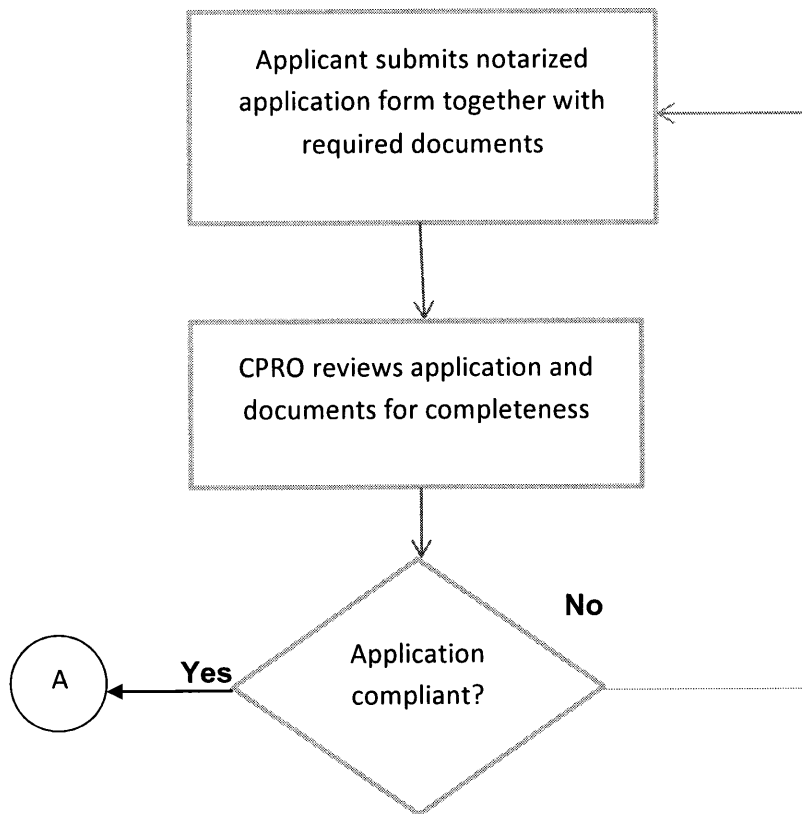 Applicant submits notarized
application form together with
required documents
CPRO reviews application and
documents for completeness
No
Application
compliant?
Yes
A